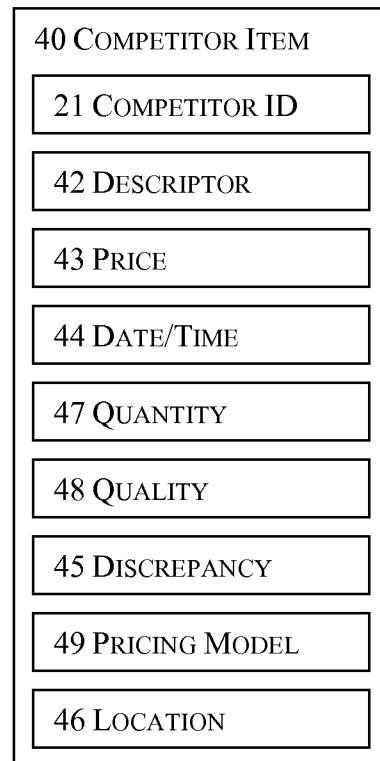 40 COMPETITOR ITEM
21 COMPETITOR ID
42 DESCRIPTOR
43 PRICE
44 DATE/TIME
47 QUANTITY
48 QUALITY
45 DISCREPANCY
49 PRICING MODEL
46 LOCATION